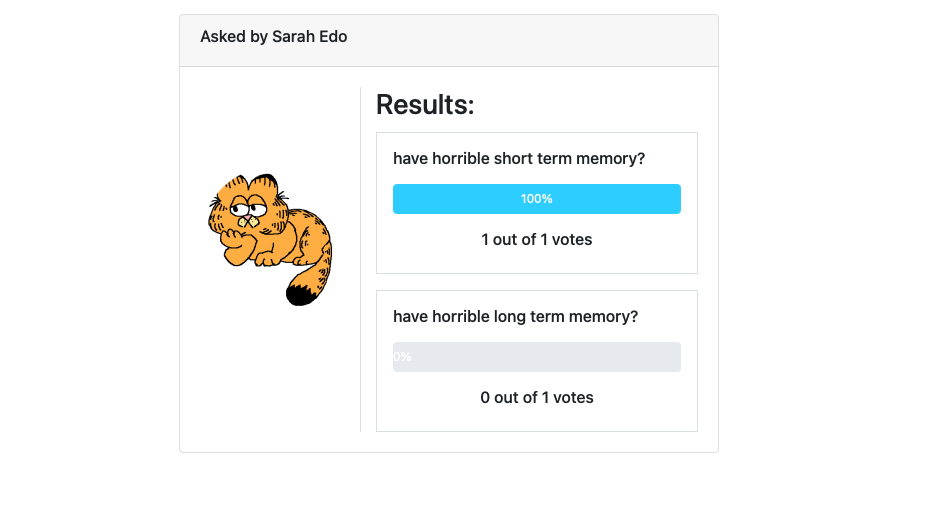 Asked by Sarah Edo
Results:
have horrible short term memory?
100%
1 out of 1 votes
have horrible long term memory?
0%
0 out of 1 votes